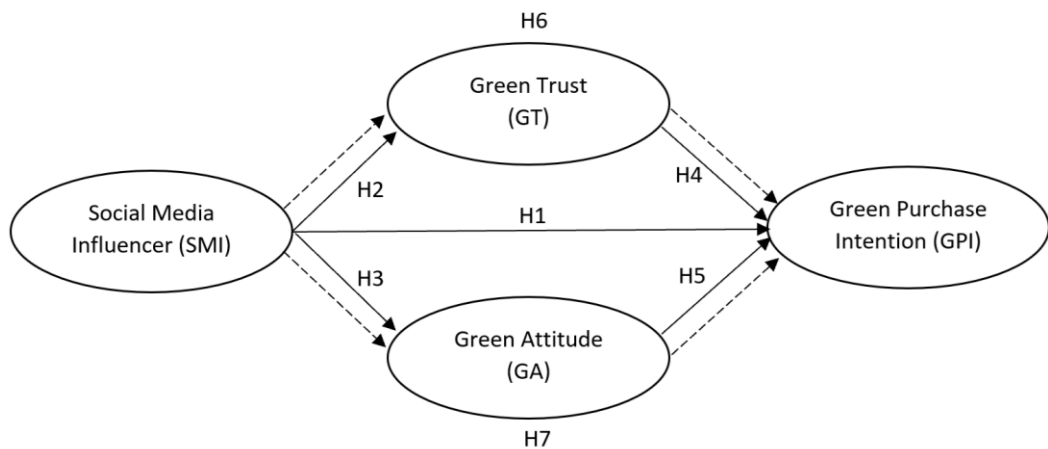 H6
Green Trust
(GT)
H2
H4
Social Media
Influencer (SMI)
H1
Green Purchase
Intention (GPI)
H3
H5
Green Attitude
(GA)
H7